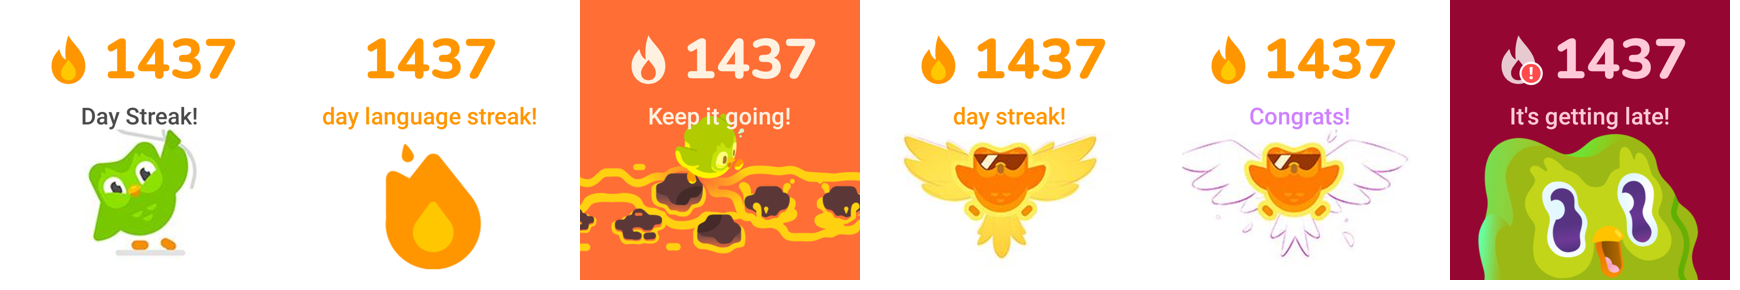 1437
Day Streak!
1437
day language streak!
1437
Keep it going!
1437
day streak!
1437
Congrats!
1437
It's getting late!